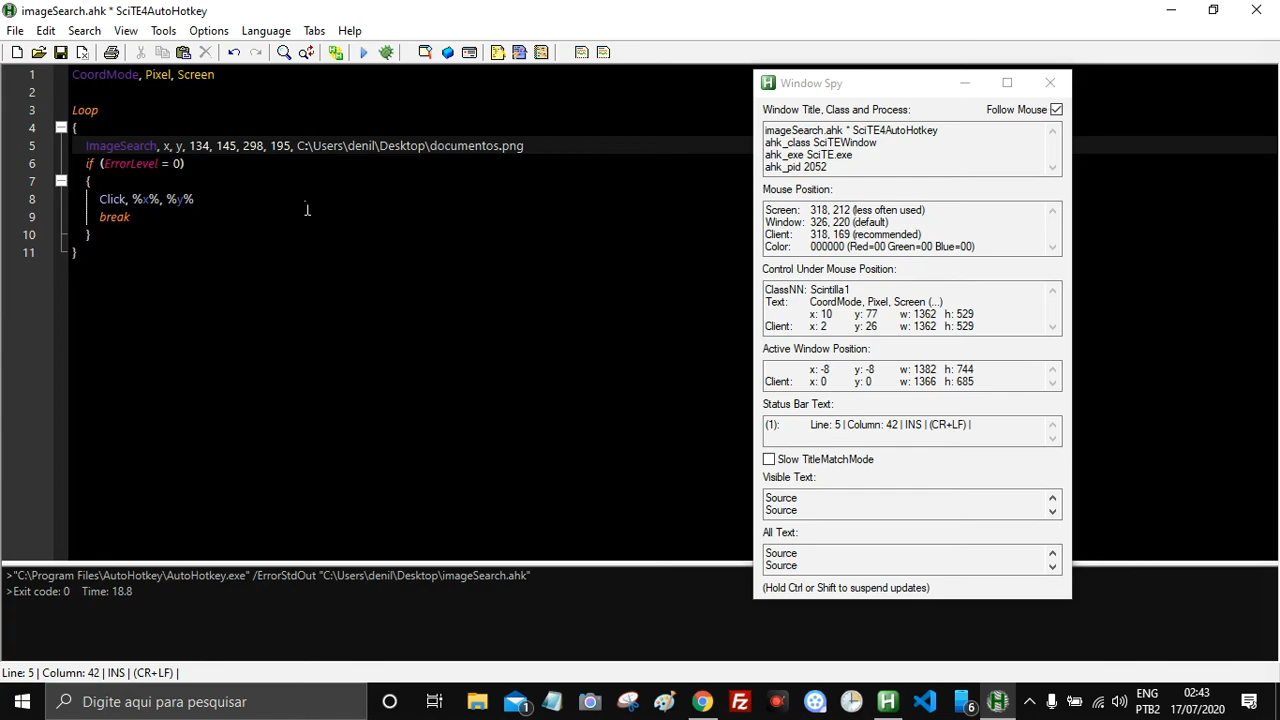 imageSearch.ahk * SciTE4AutoHotkey
File Edit Search View Tools Options Language Tabs Help
1 CoordMode, Pixel, Screen
2
3 Loop
4 {
5 ImageSearch, x, y, 134, 145, 298, 195, C:\Users\denil\Desktop\documentos.png
6 if (ErrorLevel = 0)
7 {
8 Click, %x%, %y%
9 break
10 }
11 }
Window Spy
Window Title, Class and Process: Follow Mouse
imageSearch.ahk * SciTE4AutoHotkey
ahk_class SciTEWindow
ahk_exe SciTE.exe
ahk_pid 2052
Mouse Position:
Screen: 318, 212 (less often used)
Window: 326, 220 (default)
Client: 318, 169 (recommended)
Color: 000000 (Red=00 Green=00 Blue=00)
Control Under Mouse Position:
ClassNN: Scintilla1
Text: CoordMode, Pixel, Screen (...)
x: 10 y: 77 w: 1362 h: 529
Client: x: 2 y: 26 w: 1362 h: 529
Active Window Position:
x: -8 y: -8 w: 1382 h: 744
Client: x: 0 y: 0 w: 1366 h: 685
Status Bar Text:
(1): Line: 5 | Column: 42 | INS | (CR+LF) |
Slow TitleMatchMode
Visible Text:
Source
Source
All Text:
Source
Source
(Hold Ctrl or Shift to suspend updates)
>"C:\Program Files\AutoHotkey\AutoHotkey.exe" /ErrorStdOut "C:\Users\denil\Desktop\imageSearch.ahk"
>Exit code: 0 Time: 18.8
Line: 5 | Column: 42 | INS | (CR+LF) |
Digite aqui para pesquisar
1
6
ENG
PTB2
02:43
17/07/2020